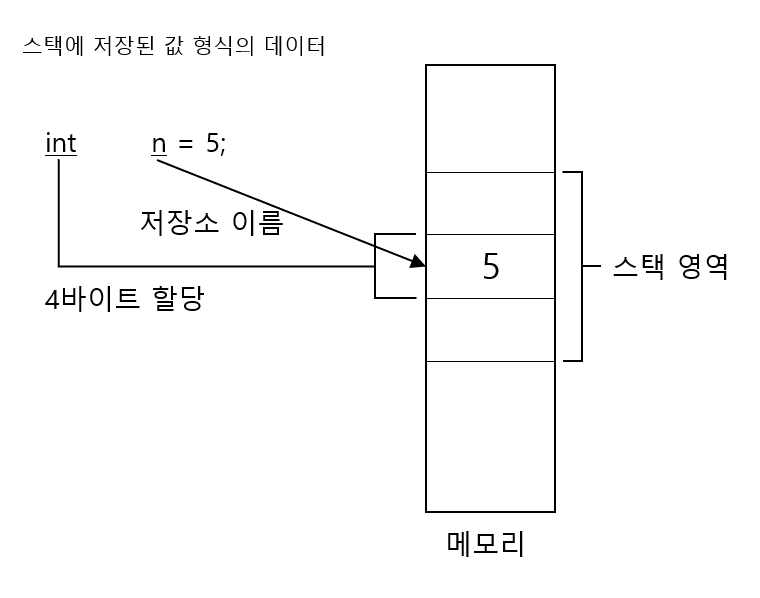 스택에 저장된 값 형식의 데이터
int n = 5;
저장소 이름
5
스택 영역
4바이트 할당
메모리